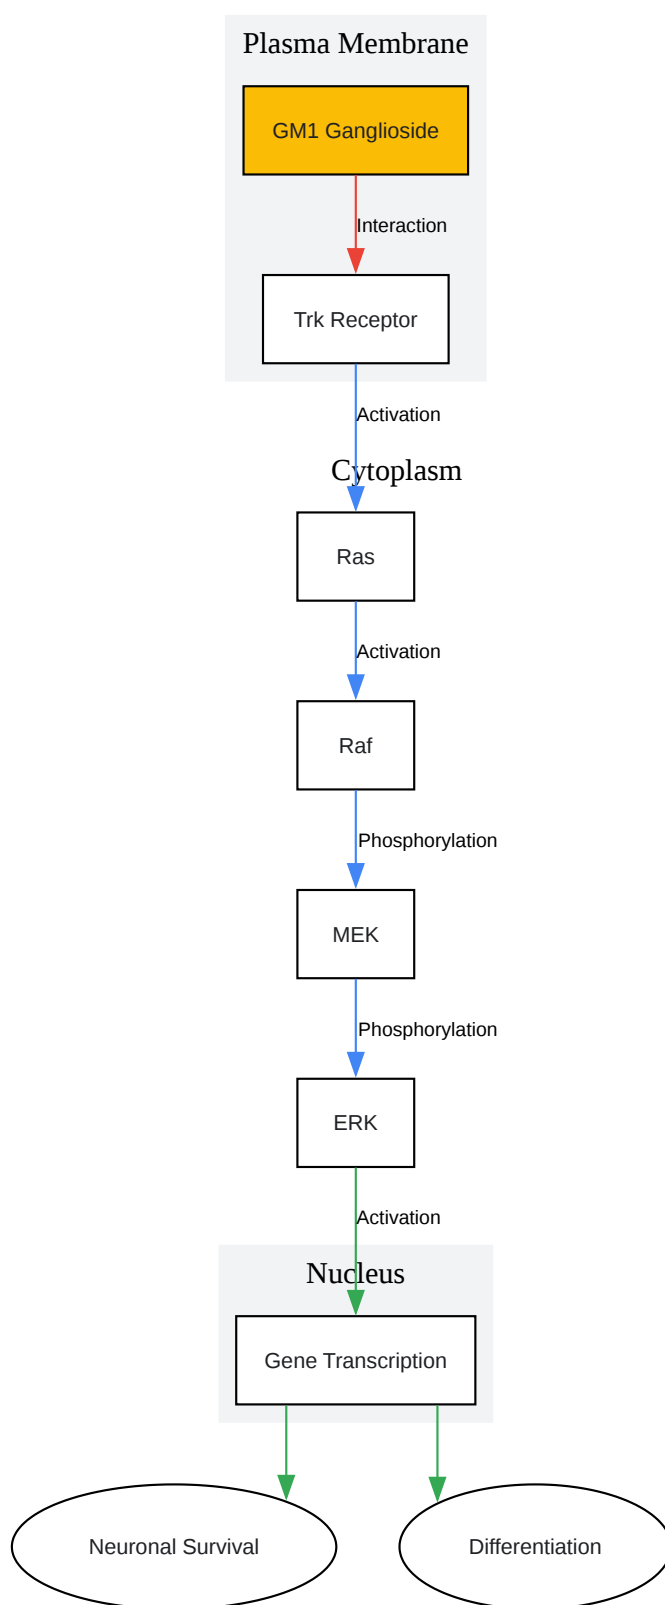 Plasma Membrane
GM1 Ganglioside
Interaction
Trk Receptor
Activation
Cytoplasm
Ras
Activation
Raf
Phosphorylation
MEK
Phosphorylation
ERK
Activation
Nucleus
Gene Transcription
Neuronal Survival
Differentiation